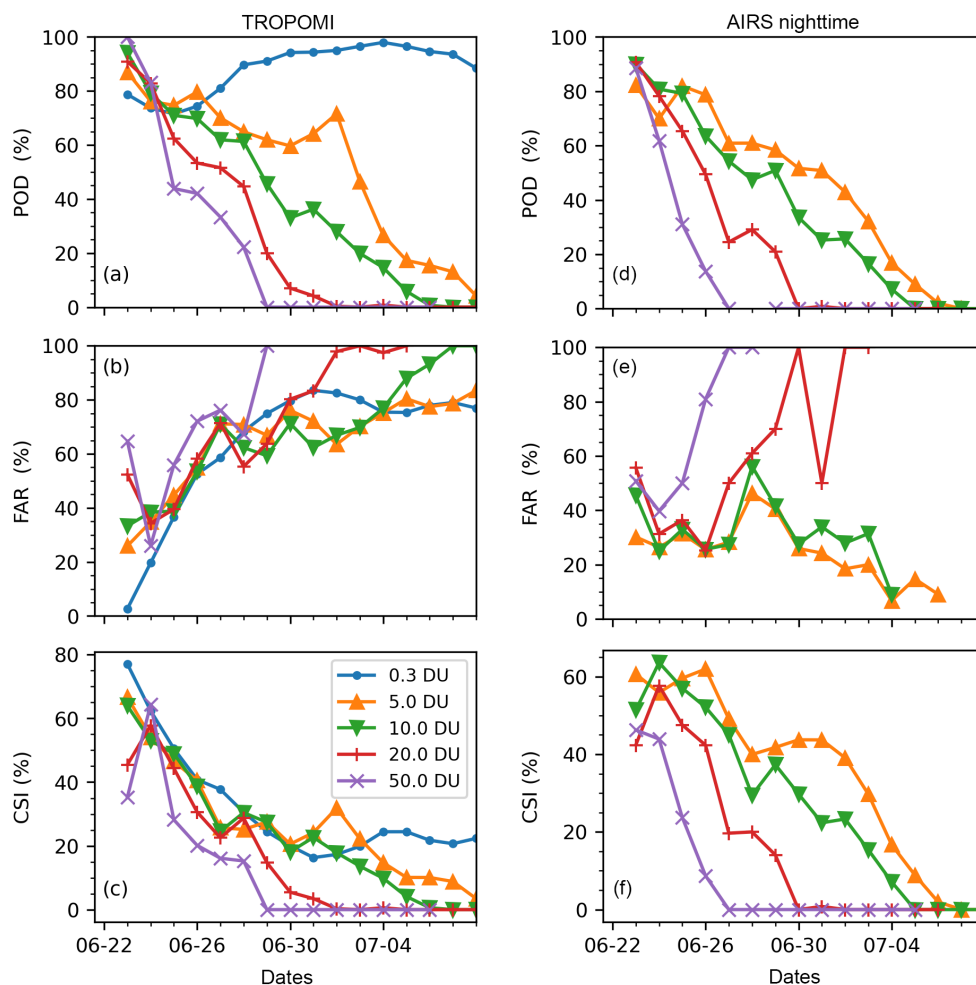 TROPOMI
AIRS nighttime
100
80
60
40
20
0
POD (%)
(a)
100
80
60
40
20
0
POD (%)
(d)
100
80
60
40
20
0
FAR (%)
(b)
100
80
60
40
20
0
FAR (%)
(e)
80
60
40
20
0
CSI (%)
0.3 DU
5.0 DU
10.0 DU
20.0 DU
50.0 DU
(c)
06-22 06-26 06-30 07-04
Dates
60
40
20
0
CSI (%)
(f)
06-22 06-26 06-30 07-04
Dates